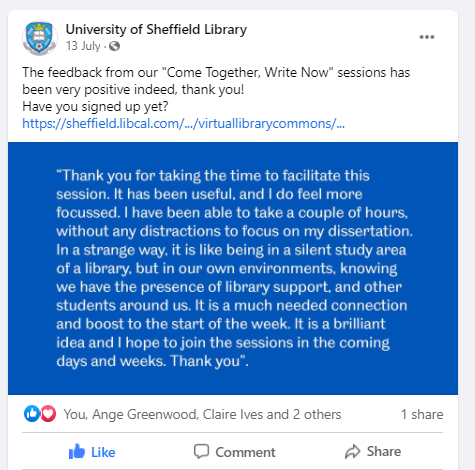 University of Sheffield Library
13 July ·
The feedback from our "Come Together, Write Now" sessions has
been very positive indeed, thank you!
Have you signed up yet?
https://sheffield.libcal.com/.../virtuallibrarycommons/...
"Thank you for taking the time to facilitate this
session. It has been useful, and I do feel more
focussed. I have been able to take a couple of hours,
without any distractions to focus on my dissertation.
In a strange way, it is like being in a silent study area
of a library, but in our own environments, knowing
we have the presence of library support, and other
students around us. It is a much needed connection
and boost to the start of the week. It is a brilliant
idea and I hope to join the sessions in the coming
days and weeks. Thank you".
You, Ange Greenwood, Claire Ives and 2 others 1 share
Like Comment Share